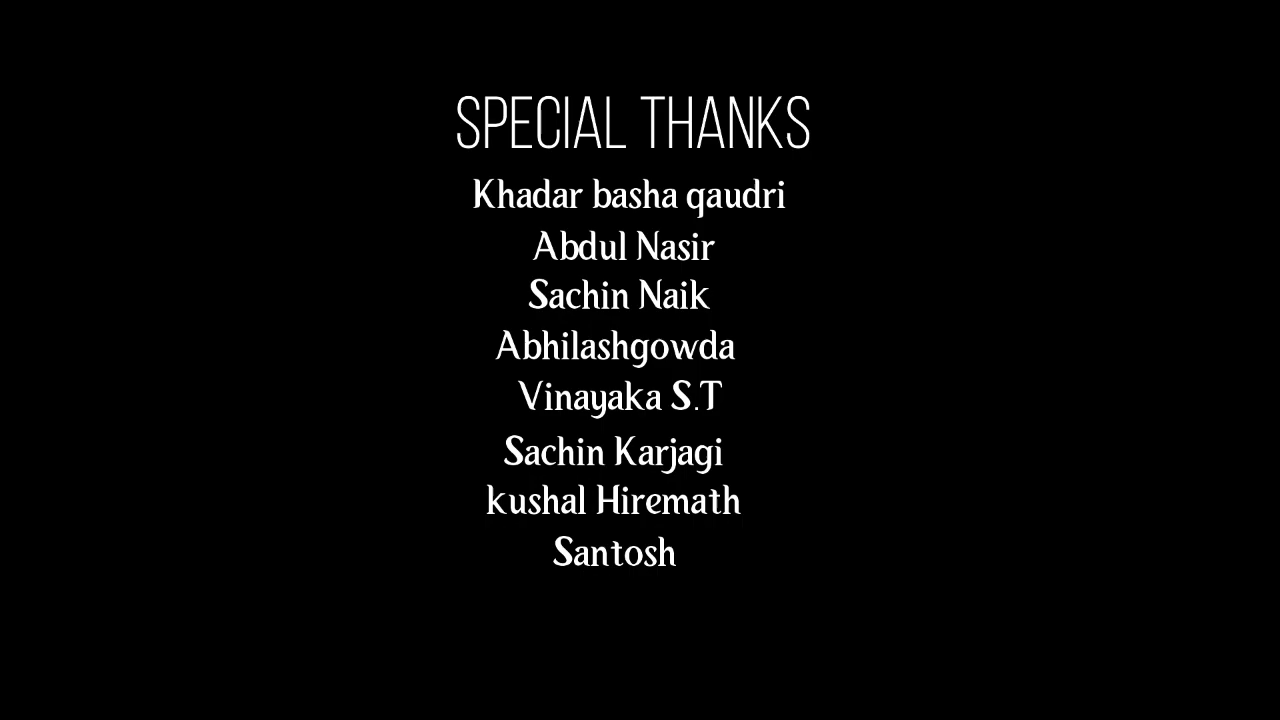 SPECIAL THANKS
Khadar basha qaudri
Abdul Nasir
Sachin Naik
Abhilashgowda
Vinayaka S.T
Sachin Karjagi
kushal Hiremath
Santosh